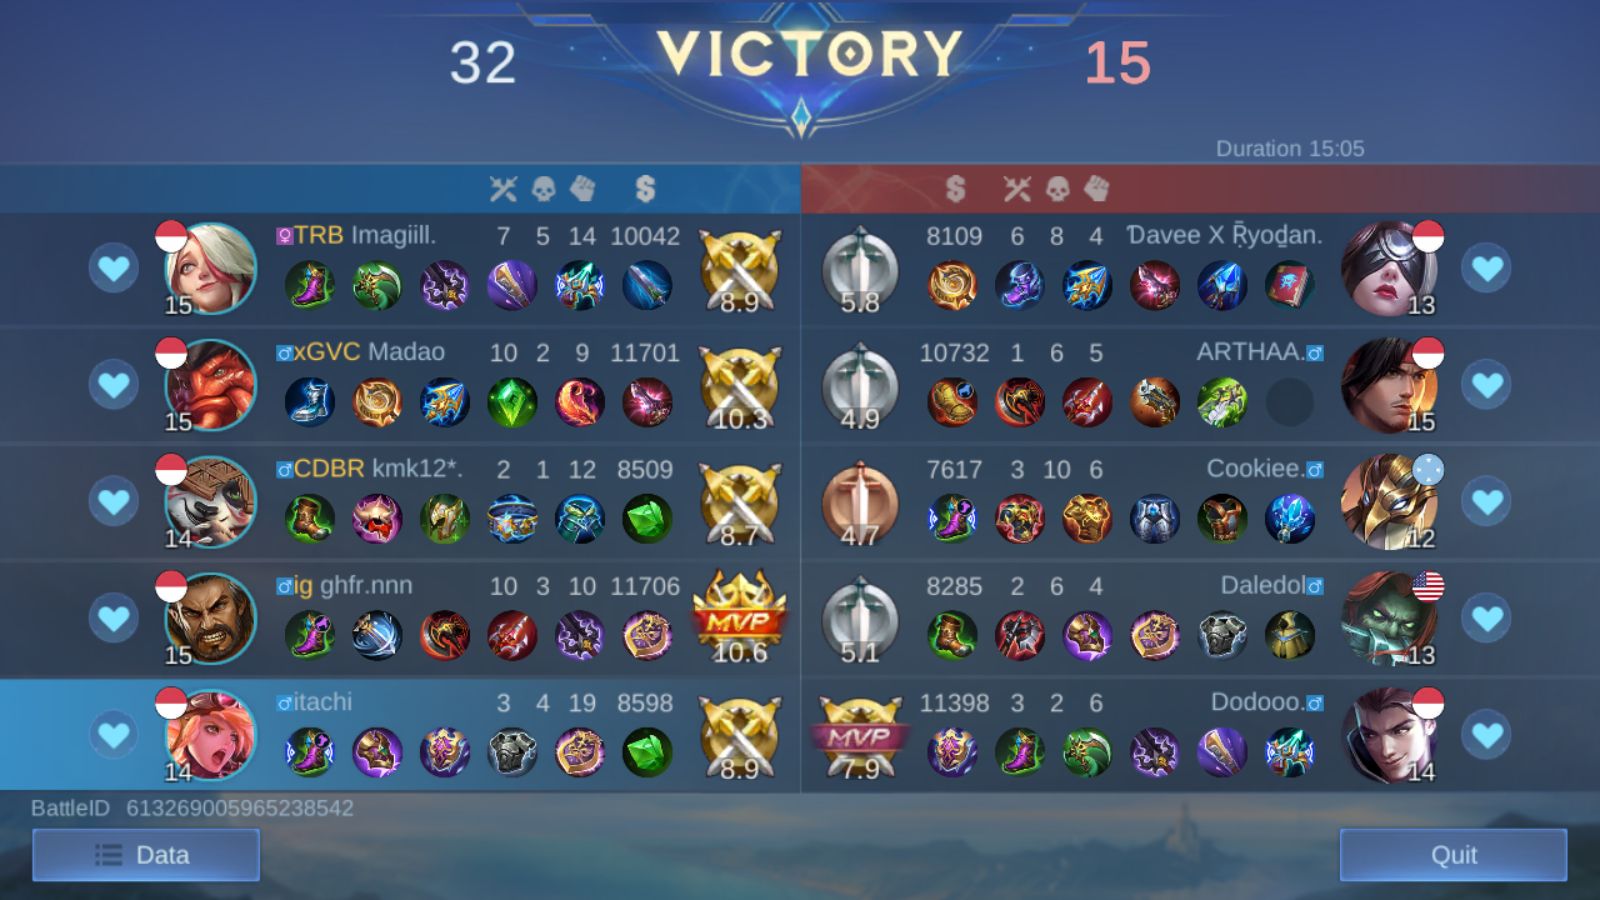 VICTORY
32
15
Duration 15:05
TRB Imagiill. 7 5 14 10042
15
8.9
8109 6 8 4 Ɗavee X R̄yoḏan.
5.8
13
xGVC Madao 10 2 9 11701
15
10.3
10732 1 6 5 ARTHAA.
4.9
15
CDBR kmk12*. 2 1 12 8509
14
8.7
7617 3 10 6 Cookiee.
4.7
12
ig ghfr.nnn 10 3 10 11706
15
MVP
10.6
8285 2 6 4 Daledol
5.1
13
itachi 3 4 19 8598
14
8.9
11398 3 2 6 Dodooo.
MVP
7.9
14
BattleID 613269005965238542
Data
Quit